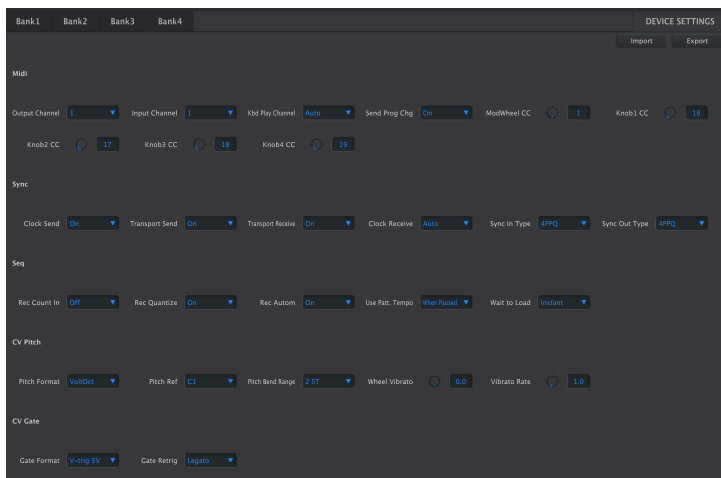 Bank1 Bank2 Bank3 Bank4 DEVICE SETTINGS
Import Export
Midi
Output Channel 1 Input Channel 1 Kbd Play Channel Auto Send Prog Chg On ModWheel CC 1 Knob1 CC 16
Knob2 CC 17 Knob3 CC 18 Knob4 CC 19
Sync
Clock Send On Transport Send On Transport Receive On Clock Receive Auto Sync In Type 4PPQ Sync Out Type 4PPQ
Seq
Rec Count In Off Rec Quantize On Rec Autom On Use Patt. Tempo When Paused Wait to Load Instant
CV Pitch
Pitch Format VoltOct Pitch Ref C1 Pitch Bend Range 2 ST Wheel Vibrato 0.0 Vibrato Rate 1.0
CV Gate
Gate Format V-trig 5V Gate Retrig Legato